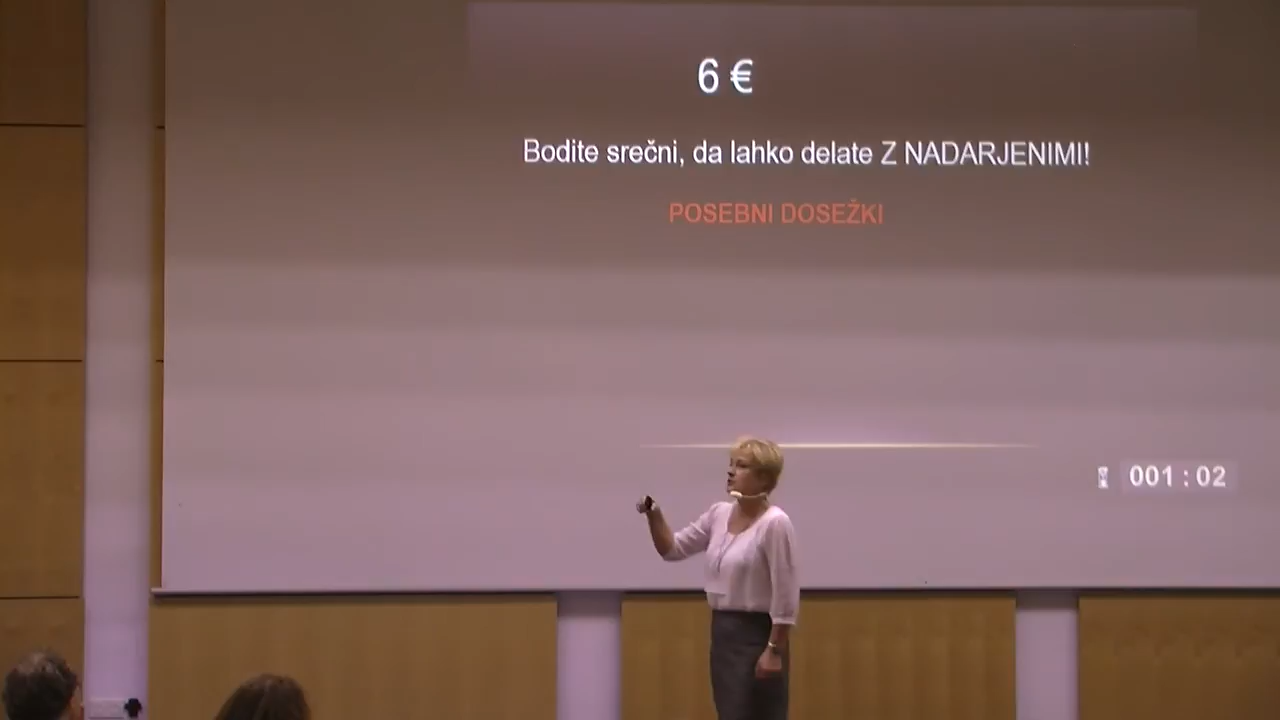 6 €
Bodite srečni, da lahko delate Z NADARJENIMI!
POSEBNI DOSEŽKI
001 : 02